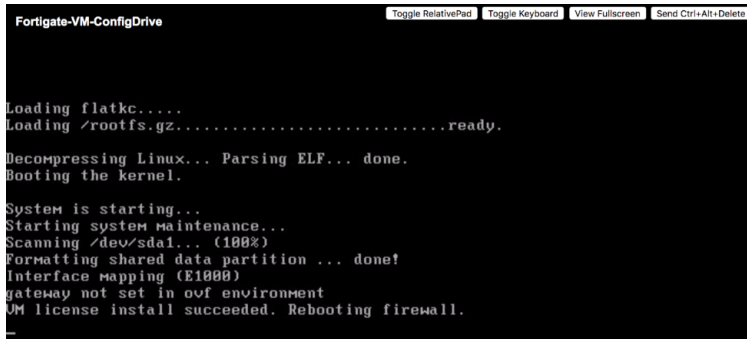 Fortigate-VM-ConfigDrive
Toggle RelativePad Toggle Keyboard View Fullscreen Send Ctrl+Alt+Delete
Loading flatkc.....
Loading /rootfs.gz.............................ready.
Decompressing Linux... Parsing ELF... done.
Booting the kernel.
System is starting...
Starting system maintenance...
Scanning /dev/sda1... (100%)
Formatting shared data partition ... done!
Interface mapping (E1000)
gateway not set in ovf environment
VM license install succeeded. Rebooting firewall.